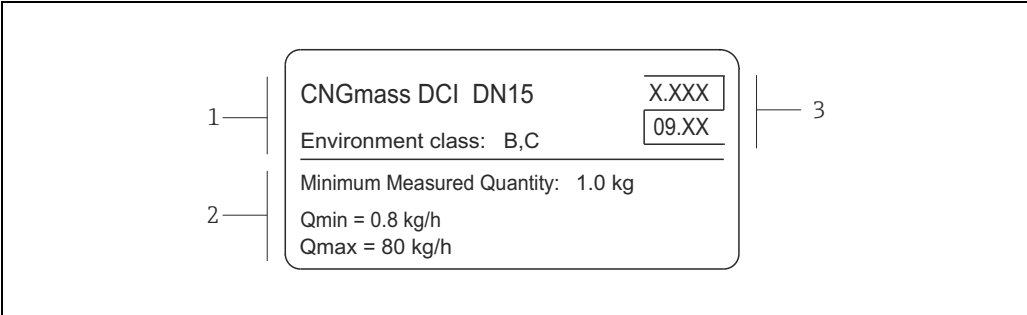 CNGmass DCI DN15
X.XXX
1
3
09.XX
Environment class: B,C
Minimum Measured Quantity: 1.0 kg
2
Qmin = 0.8 kg/h
Qmax = 80 kg/h